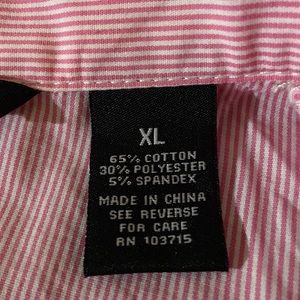 XL
65% COTTON
30% POLYESTER
5% SPANDEX
MADE IN CHINA
SEE REVERSE
FOR CARE
RN 103715